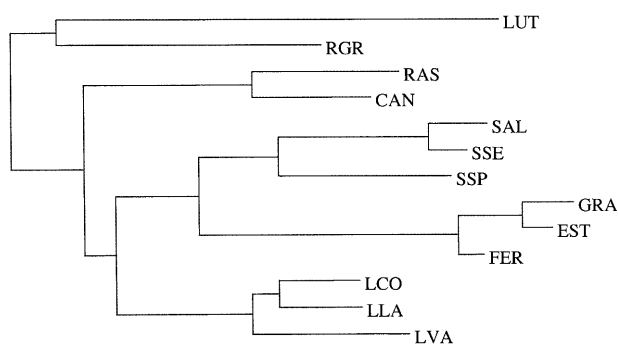 LUT
RGR
RAS
CAN
SAL
SSE
SSP
GRA
EST
FER
LCO
LLA
LVA